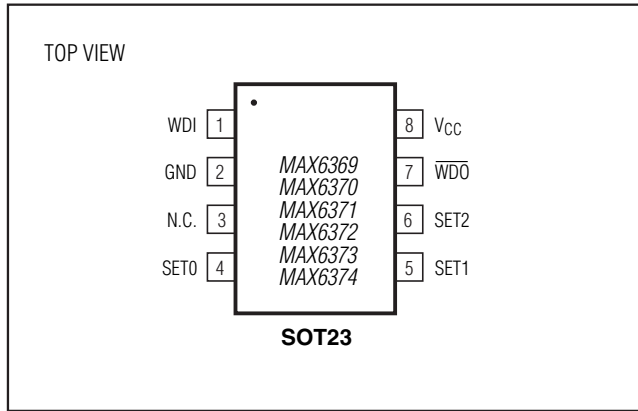 TOP VIEW
WDI 1
GND 2
N.C. 3
SET0 4
MAX6369
MAX6370
MAX6371
MAX6372
MAX6373
MAX6374
8 VCC
7 W̅D̅O̅
6 SET2
5 SET1
SOT23